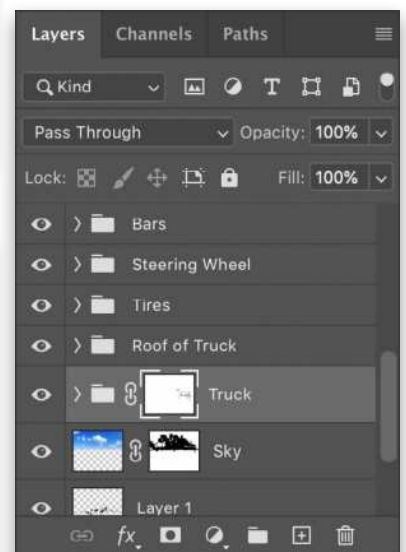 Layers Channels Paths
Kind
Pass Through Opacity: 100%
Lock: Fill: 100%
Bars
Steering Wheel
Tires
Roof of Truck
Truck
Sky
Layer 1
fx